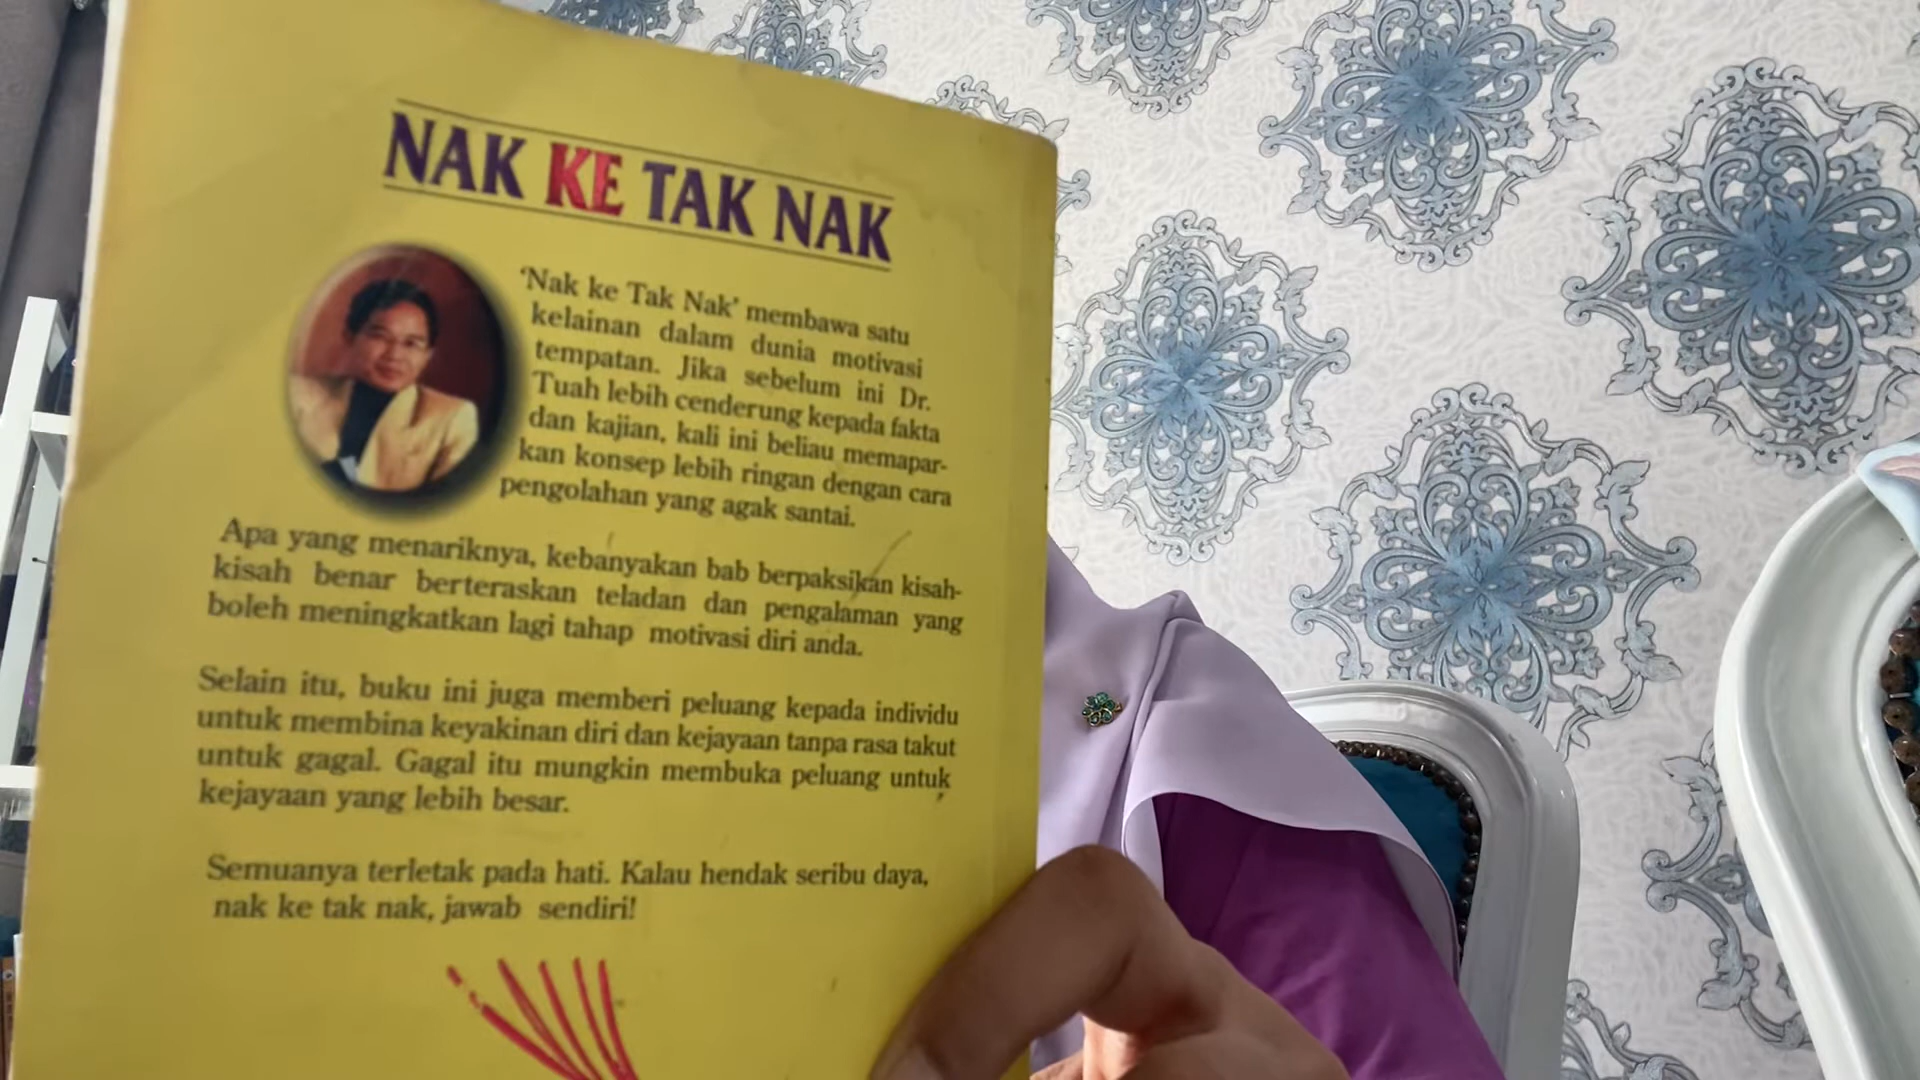 NAK KE TAK NAK
'Nak ke Tak Nak' membawa satu
kelainan dalam dunia motivasi
tempatan. Jika sebelum ini Dr.
Tuah lebih cenderung kepada fakta
dan kajian, kali ini beliau memapar-
kan konsep lebih ringan dengan cara
pengolahan yang agak santai.
Apa yang menariknya, kebanyakan bab berpaksikan kisah-
kisah benar berteraskan teladan dan pengalaman yang
boleh meningkatkan lagi tahap motivasi diri anda.
Selain itu, buku ini juga memberi peluang kepada individu
untuk membina keyakinan diri dan kejayaan tanpa rasa takut
untuk gagal. Gagal itu mungkin membuka peluang untuk
kejayaan yang lebih besar.
Semuanya terletak pada hati. Kalau hendak seribu daya,
nak ke tak nak, jawab sendiri!